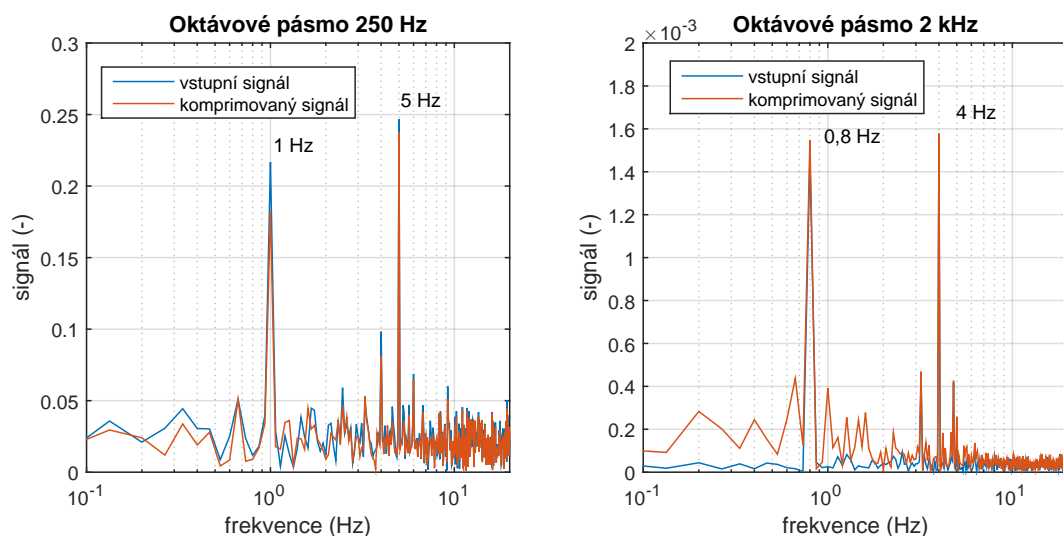 Oktávové pásmo 250 Hz
0.3
0.25
0.2
0.15
0.1
0.05
0
signál (-)
vstupní signál
komprimovaný signál
1 Hz
5 Hz
10⁻¹
10⁰
10¹
frekvence (Hz)
Oktávové pásmo 2 kHz
×10⁻³
2
1.8
1.6
1.4
1.2
1
0.8
0.6
0.4
0.2
0
signál (-)
vstupní signál
komprimovaný signál
0,8 Hz
4 Hz
10⁻¹
10⁰
10¹
frekvence (Hz)